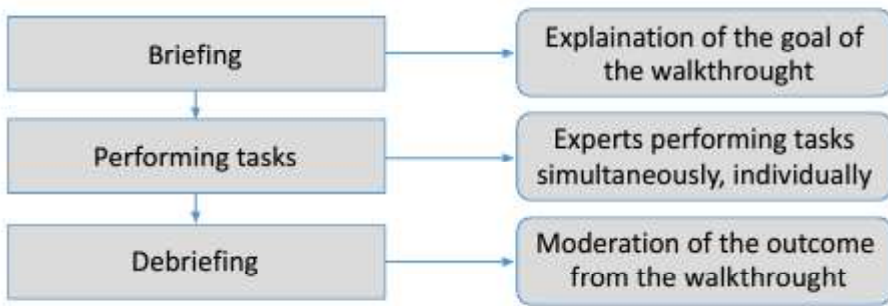 Briefing
Explaination of the goal of
the walkthrought
Performing tasks
Experts performing tasks
simultaneously, individually
Debriefing
Moderation of the outcome
from the walkthrought